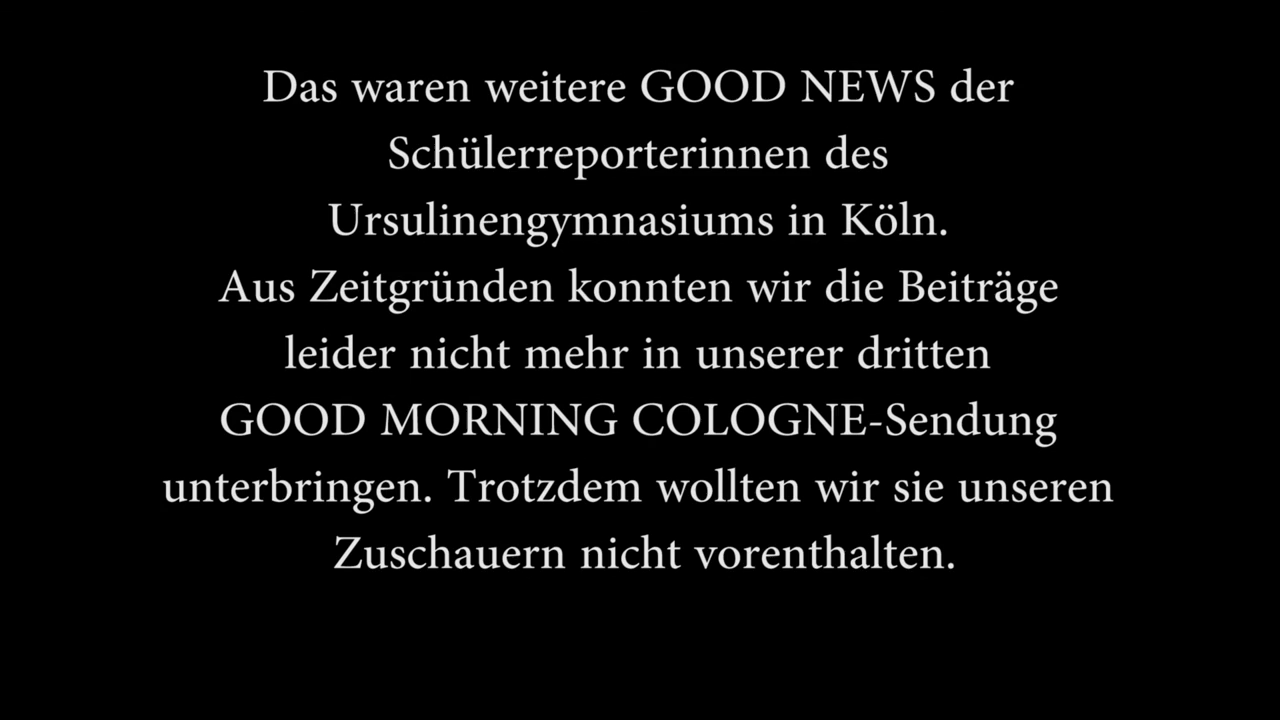 Das waren weitere GOOD NEWS der
Schülerreporterinnen des
Ursulinengymnasiums in Köln.
Aus Zeitgründen konnten wir die Beiträge
leider nicht mehr in unserer dritten
GOOD MORNING COLOGNE-Sendung
unterbringen. Trotzdem wollten wir sie unseren
Zuschauern nicht vorenthalten.